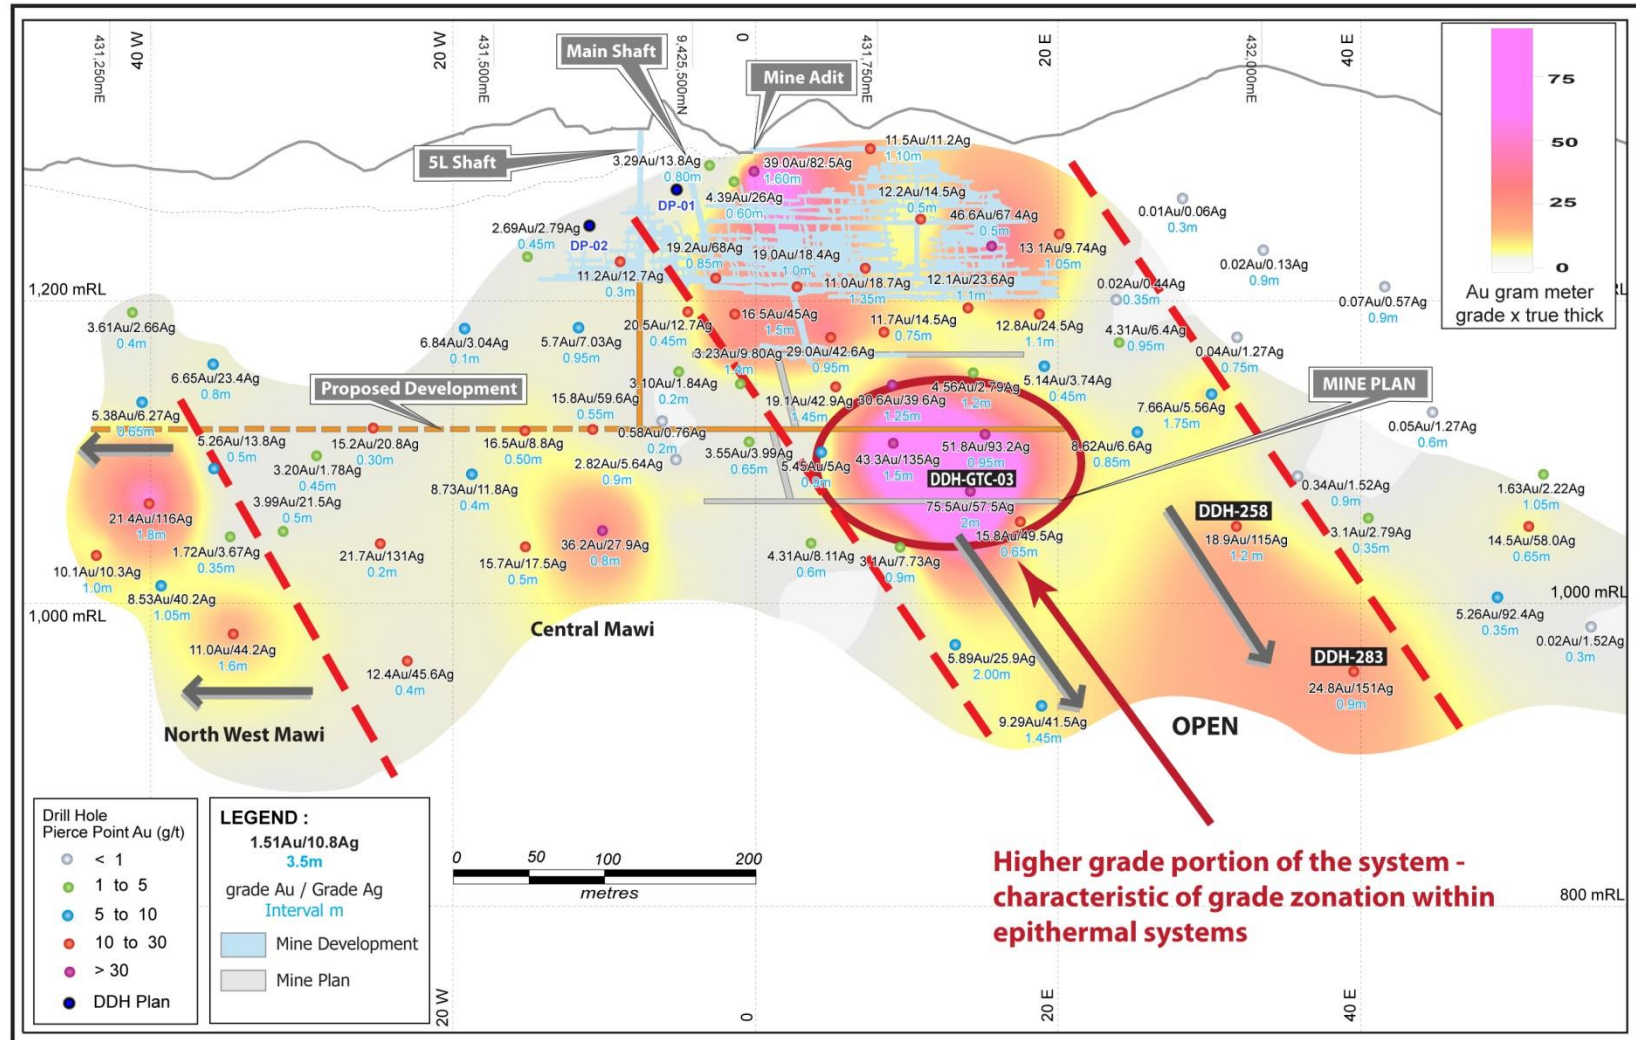 431,250mE
40 W
20 W
431,500mE
9,425,500mN
0
431,750mE
20 E
432,000mE
40 E
Main Shaft
Mine Adit
5L Shaft
75
50
25
0
Au gram meter
grade x true thick
3.29Au/13.8Ag
0.80m
39.0Au/82.5Ag
1.60m
11.5Au/11.2Ag
1.10m
DP-01
4.39Au/26Ag
0.60m
12.2Au/14.5Ag
0.5m
46.6Au/67.4Ag
0.5m
0.01Au/0.06Ag
0.3m
2.69Au/2.79Ag
0.45m
DP-02
19.2Au/68Ag
0.85m
19.0Au/18.4Ag
1.0m
13.1Au/9.74Ag
1.05m
0.02Au/0.13Ag
0.9m
11.2Au/12.7Ag
0.3m
11.0Au/18.7Ag
1.35m
12.1Au/23.6Ag
1.1m
0.02Au/0.44Ag
0.35m
0.07Au/0.57Ag
0.9m
1,200 mRL
3.61Au/2.66Ag
0.4m
6.84Au/3.04Ag
0.1m
5.7Au/7.03Ag
0.95m
20.5Au/12.7Ag
0.45m
16.5Au/45Ag
1.5m
11.7Au/14.5Ag
0.75m
12.8Au/24.5Ag
1.1m
4.31Au/6.4Ag
0.95m
0.04Au/1.27Ag
0.75m
3.23Au/9.80Ag
1.4m
29.0Au/42.6Ag
0.95m
6.65Au/23.4Ag
0.8m
Proposed Development
3.10Au/1.84Ag
0.2m
19.1Au/42.9Ag
1.45m
30.6Au/39.6Ag
1.25m
4.56Au/2.79Ag
1.2m
5.14Au/3.74Ag
0.45m
MINE PLAN
5.38Au/6.27Ag
0.65m
15.8Au/59.6Ag
0.55m
7.66Au/5.56Ag
1.75m
0.05Au/1.27Ag
0.6m
5.26Au/13.8Ag
0.5m
15.2Au/20.8Ag
0.30m
16.5Au/8.8Ag
0.50m
0.58Au/0.76Ag
0.2m
3.55Au/3.99Ag
0.65m
5.45Au/5Ag
43.3Au/135Ag
1.5m
51.8Au/93.2Ag
0.95m
8.62Au/6.6Ag
0.85m
3.20Au/1.78Ag
0.45m
2.82Au/5.64Ag
0.9m
DDH-GTC-03
0.34Au/1.52Ag
0.9m
1.63Au/2.22Ag
1.05m
8.73Au/11.8Ag
0.4m
3.99Au/21.5Ag
0.5m
75.5Au/57.5Ag
2m
DDH-258
21.4Au/116Ag
1.8m
15.8Au/49.5Ag
0.65m
18.9Au/115Ag
1.2 m
3.1Au/2.79Ag
0.35m
14.5Au/58.0Ag
0.65m
1.72Au/3.67Ag
0.35m
21.7Au/131Ag
0.2m
15.7Au/17.5Ag
0.5m
36.2Au/27.9Ag
0.8m
4.31Au/8.11Ag
0.6m
3.1Au/7.73Ag
0.9m
10.1Au/10.3Ag
1.0m
8.53Au/40.2Ag
1.05m
1,000 mRL
1,000 mRL
5.26Au/92.4Ag
0.35m
Central Mawi
0.02Au/1.52Ag
0.3m
11.0Au/44.2Ag
1.6m
5.89Au/25.9Ag
2.00m
DDH-283
12.4Au/45.6Ag
0.4m
24.8Au/151Ag
0.9m
9.29Au/41.5Ag
1.45m
OPEN
North West Mawi
Drill Hole
Pierce Point Au (g/t)
< 1
1 to 5
5 to 10
10 to 30
> 30
DDH Plan
LEGEND :
1.51Au/10.8Ag
3.5m
grade Au / Grade Ag
Interval m
Mine Development
Mine Plan
0 50 100 200
metres
Higher grade portion of the system -
characteristic of grade zonation within
epithermal systems
800 mRL
20 W
0
20 E
40 E